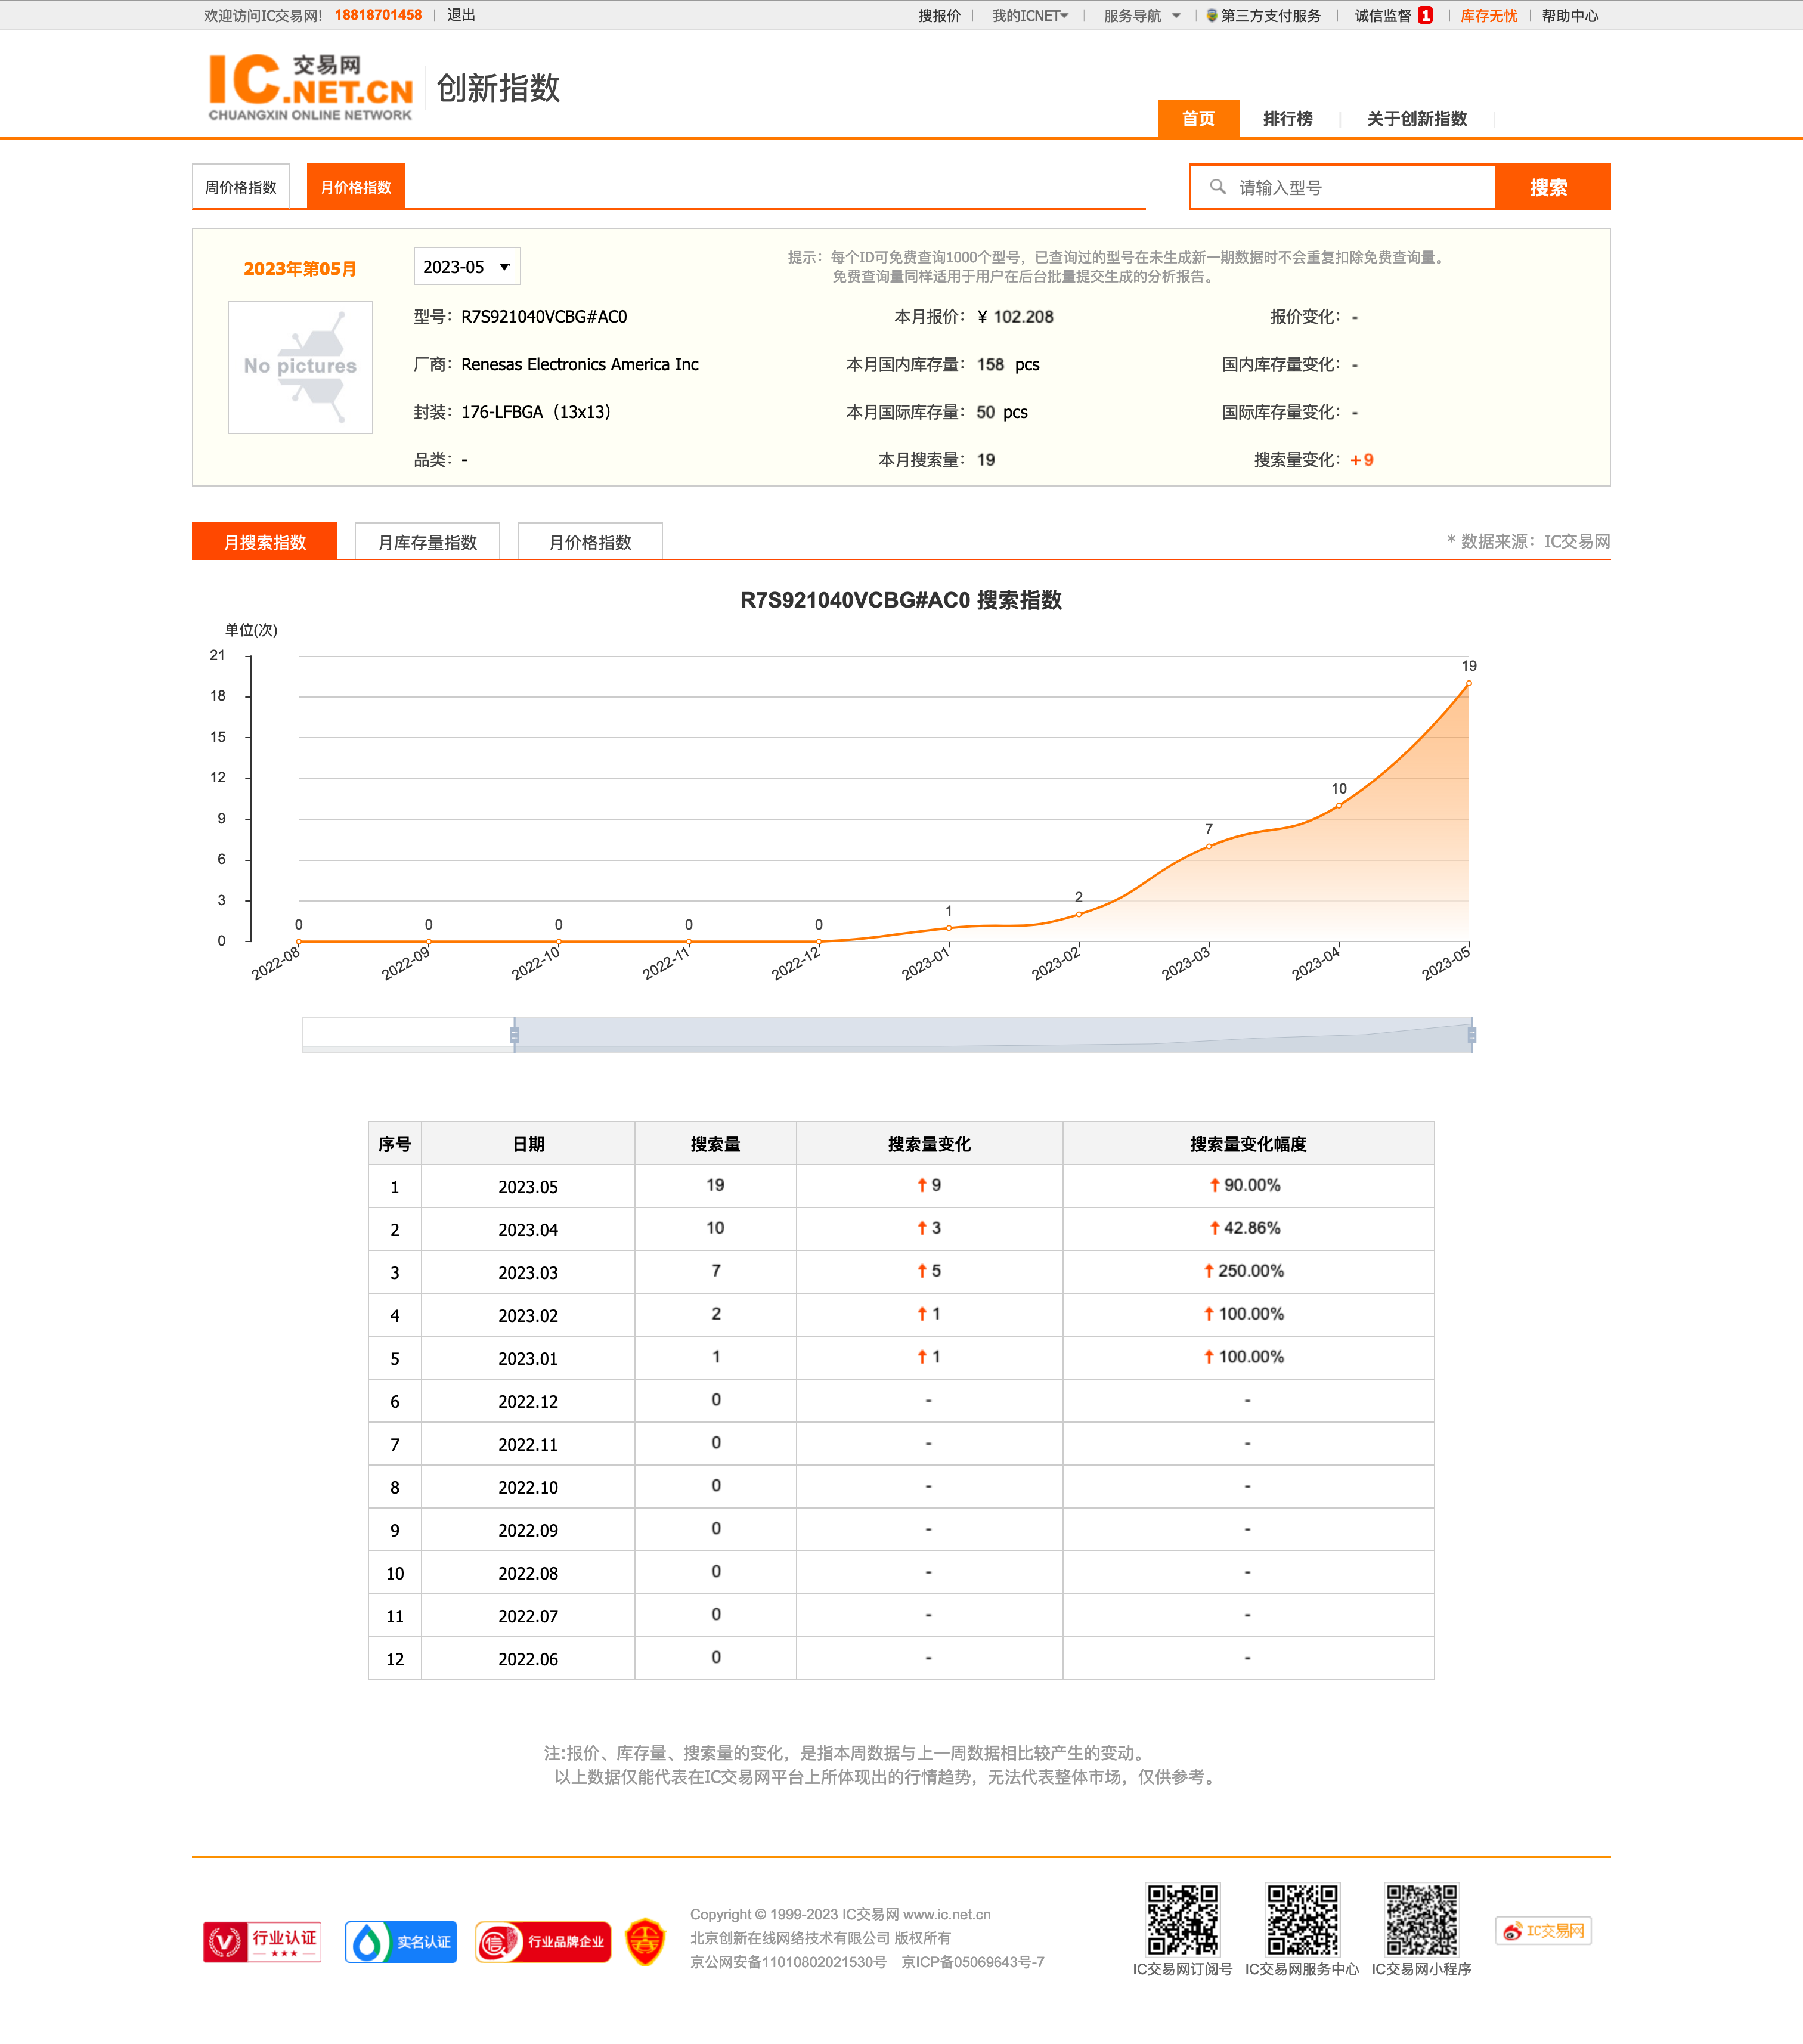 欢迎访问IC交易网! 18818701458 | 退出 搜报价 | 我的ICNET | 服务导航 | 第三方支付服务 | 诚信监督 1 | 库存无忧 | 帮助中心
IC交易网.NET.CN 创新指数
CHUANGXIN ONLINE NETWORK
首页 排行榜 关于创新指数
周价格指数 月价格指数 请输入型号 搜索
2023年第05月 2023-05 提示：每个ID可免费查询1000个型号，已查询过的型号在未生成新一期数据时不会重复扣除免费查询量。
免费查询量同样适用于用户在后台批量提交生成的分析报告。
No pictures
型号：R7S921040VCBG#AC0 本月报价：¥ 102.208 报价变化：-
厂商：Renesas Electronics America Inc 本月国内库存量：158 pcs 国内库存量变化：-
封装：176-LFBGA（13x13） 本月国际库存量：50 pcs 国际库存量变化：-
品类：- 本月搜索量：19 搜索量变化：+9
月搜索指数 月库存量指数 月价格指数 * 数据来源：IC交易网
R7S921040VCBG#AC0 搜索指数
单位(次)
21
18
15
12
9
6
3
0
0 0 0 0 0 1 2 7 10 19
2022-08 2022-09 2022-10 2022-11 2022-12 2023-01 2023-02 2023-03 2023-04 2023-05
序号 日期 搜索量 搜索量变化 搜索量变化幅度
1 2023.05 19 ↑9 ↑90.00%
2 2023.04 10 ↑3 ↑42.86%
3 2023.03 7 ↑5 ↑250.00%
4 2023.02 2 ↑1 ↑100.00%
5 2023.01 1 ↑1 ↑100.00%
6 2022.12 0 - -
7 2022.11 0 - -
8 2022.10 0 - -
9 2022.09 0 - -
10 2022.08 0 - -
11 2022.07 0 - -
12 2022.06 0 - -
注:报价、库存量、搜索量的变化，是指本周数据与上一周数据相比较产生的变动。
以上数据仅能代表在IC交易网平台上所体现出的行情趋势，无法代表整体市场，仅供参考。
行业认证 实名认证 信 行业品牌企业
Copyright © 1999-2023 IC交易网 www.ic.net.cn
北京创新在线网络技术有限公司 版权所有
京公网安备11010802021530号 京ICP备05069643号-7
IC交易网订阅号 IC交易网服务中心 IC交易网小程序
IC交易网